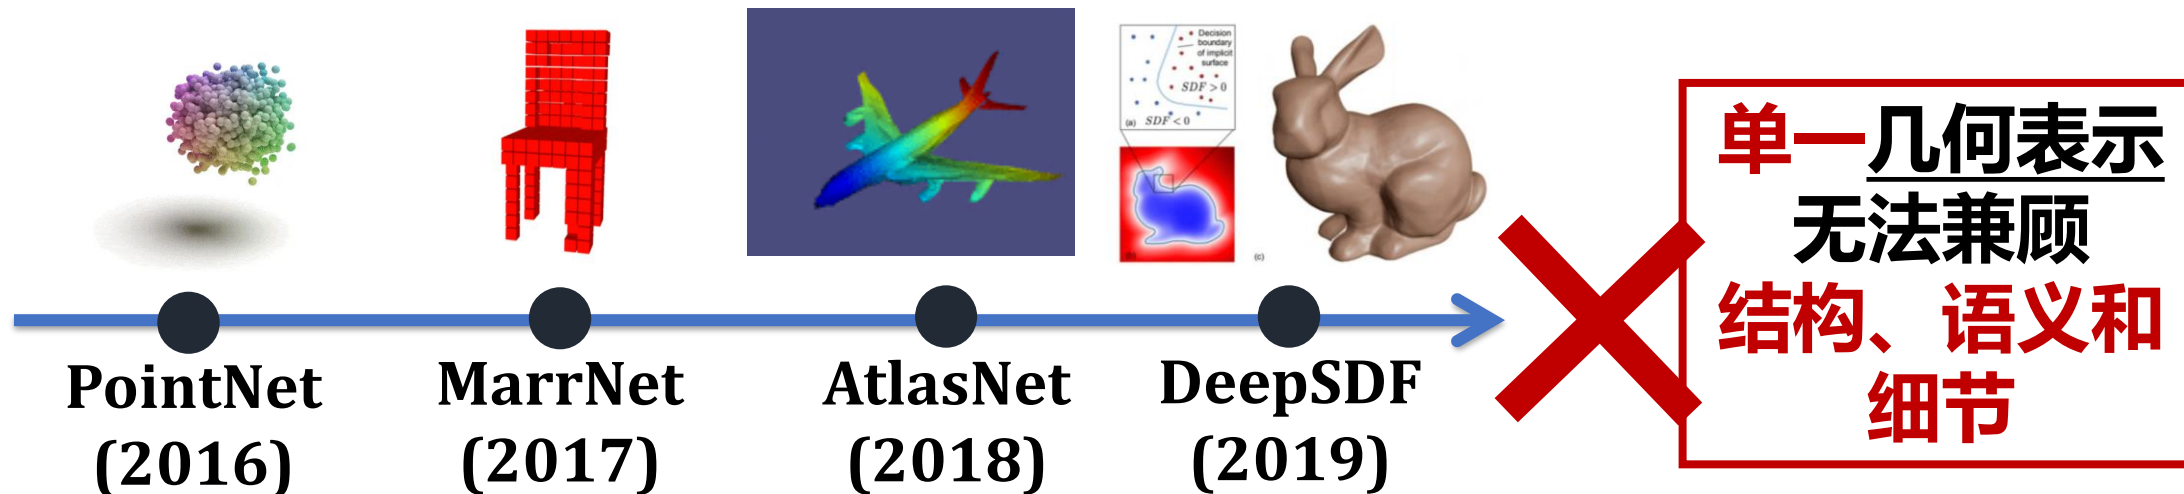 Decision
boundary
of implicit
surface
SDF > 0
(a) SDF < 0
(b)
(c)
PointNet
(2016)
MarrNet
(2017)
AtlasNet
(2018)
DeepSDF
(2019)
单一几何表示
无法兼顾
结构、语义和
细节